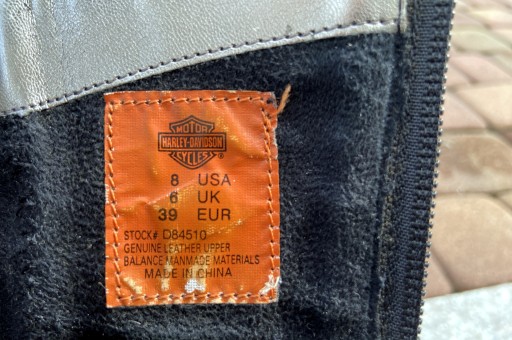 MOTOR
HARLEY-DAVIDSON
CYCLES ®
8 USA
6 UK
39 EUR
STOCK# D84510
GENUINE LEATHER UPPER
BALANCE MANMADE MATERIALS
MADE IN CHINA